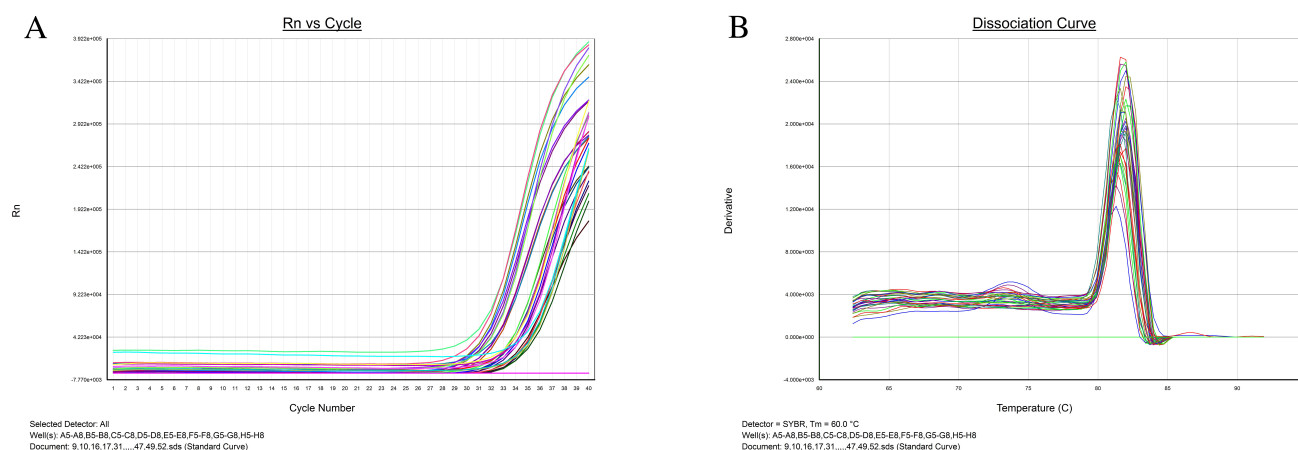 A
Rn vs Cycle
3.922e+005
3.422e+005
2.922e+005
2.422e+005
1.922e+005
1.422e+005
9.223e+004
4.223e+004
-7.770e+003
Rn
1 2 3 4 5 6 7 8 9 10 11 12 13 14 15 16 17 18 19 20 21 22 23 24 25 26 27 28 29 30 31 32 33 34 35 36 37 38 39 40
Cycle Number
Selected Detector: All
Well(s): A5-A8,B5-B8,C5-C8,D5-D8,E5-E8,F5-F8,G5-G8,H5-H8
Document: 9,10,16,17,31,....,47,49,52.sds (Standard Curve)
B
Dissociation Curve
2.800e+004
2.400e+004
2.000e+004
1.600e+004
1.200e+004
8.000e+003
4.000e+003
0.000e+000
-4.000e+003
Derivative
60 65 70 75 80 85 90
Temperature (C)
Detector = SYBR, Tm = 60.0 °C
Well(s): A5-A8,B5-B8,C5-C8,D5-D8,E5-E8,F5-F8,G5-G8,H5-H8
Document: 9,10,16,17,31,....,47,49,52.sds (Standard Curve)